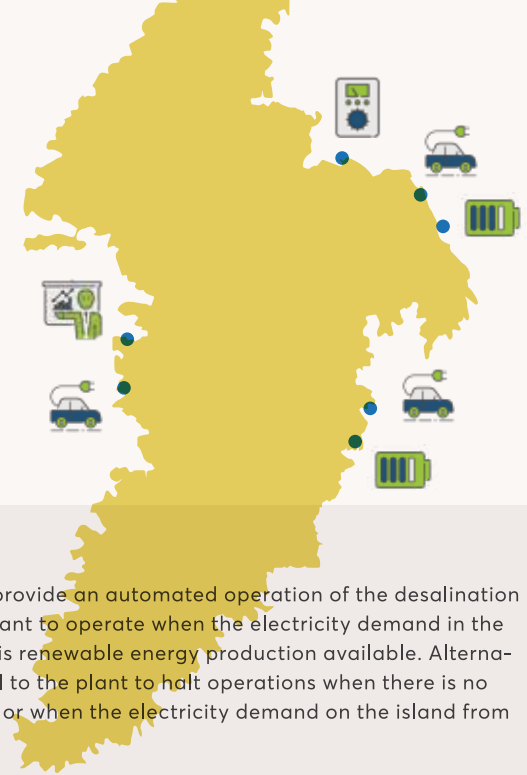 provide an automated operation of the desalination
ant to operate when the electricity demand in the
is renewable energy production available. Alterna-
to the plant to halt operations when there is no
or when the electricity demand on the island from